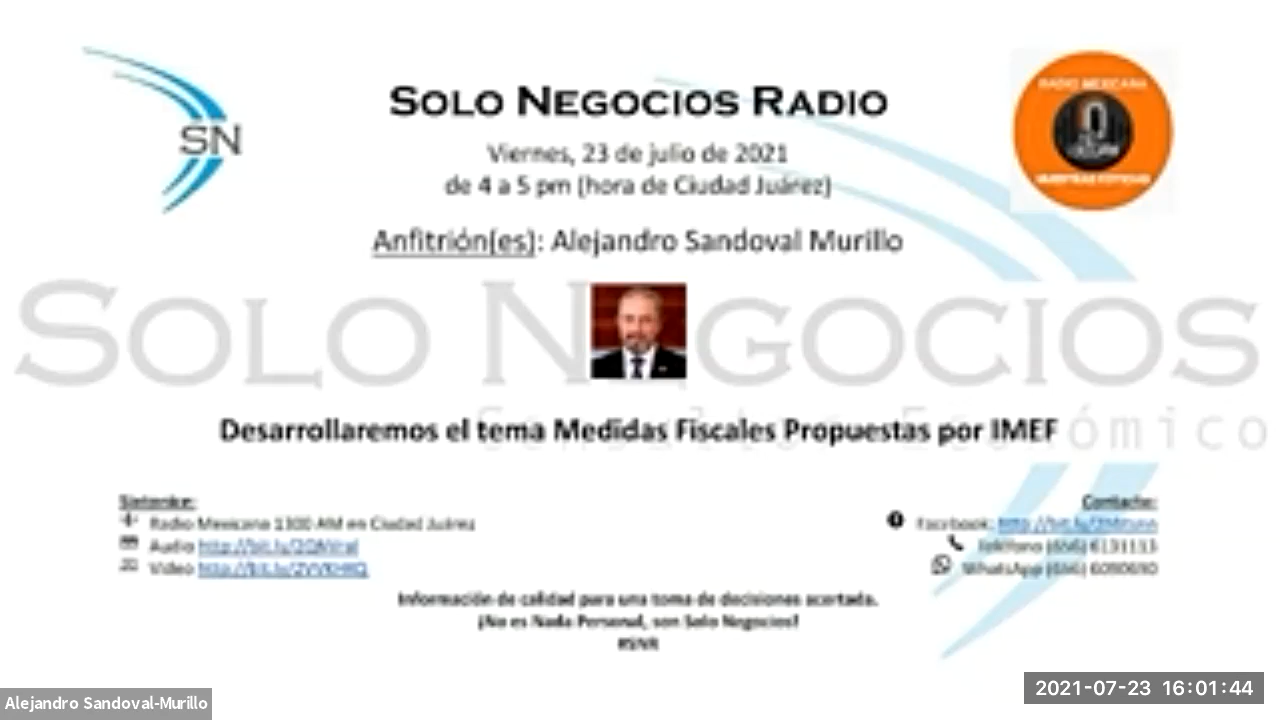 SN
SOLO NEGOCIOS RADIO
Viernes, 23 de julio de 2021
de 4 a 5 pm (hora de Ciudad Juárez)
RADIO MEXICANA
Anfitrión(es): Alejandro Sandoval Murillo
SOLO NEGOCIOS
Desarrollaremos el tema Medidas Fiscales Propuestas por IMEF
Sintonice:
Radio Mexicana 1300 AM en Ciudad Juárez
Audio
Video
Contacto:
Facebook:
Teléfono (656) 6131113
WhatsApp (656)
Información de calidad para una toma de decisiones acertada.
¡No es Nada Personal, son Solo Negocios!
#SNR
Alejandro Sandoval-Murillo
2021-07-23 16:01:44